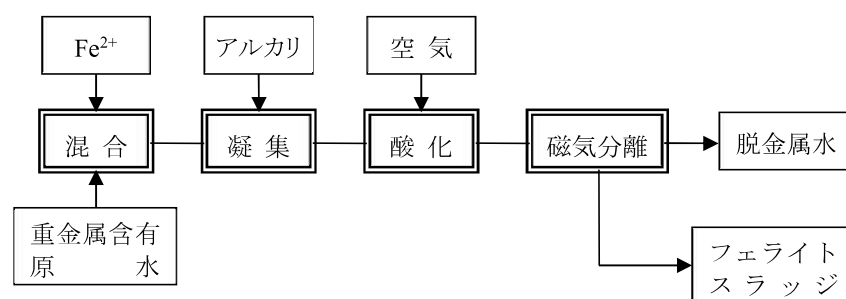 Fe²⁺
アルカリ
空 気
混 合
凝 集
酸 化
磁気分離
脱金属水
重金属含有
原 水
フェライト
ス ラ ッ ジ